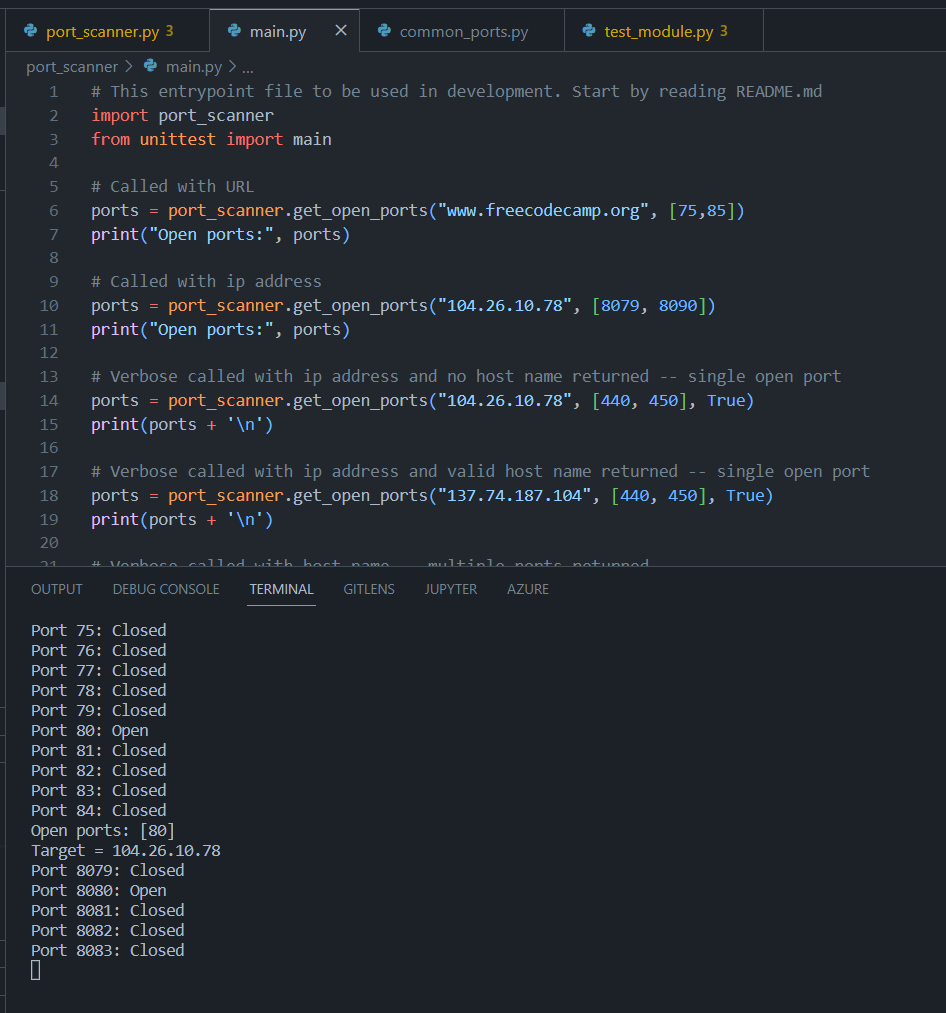 port_scanner.py 3
main.py
common_ports.py
test_module.py 3
port_scanner > main.py > ...
1 # This entrypoint file to be used in development. Start by reading README.md
2 import port_scanner
3 from unittest import main
4
5 # Called with URL
6 ports = port_scanner.get_open_ports("www.freecodecamp.org", [75,85])
7 print("Open ports:", ports)
8
9 # Called with ip address
10 ports = port_scanner.get_open_ports("104.26.10.78", [8079, 8090])
11 print("Open ports:", ports)
12
13 # Verbose called with ip address and no host name returned -- single open port
14 ports = port_scanner.get_open_ports("104.26.10.78", [440, 450], True)
15 print(ports + '\n')
16
17 # Verbose called with ip address and valid host name returned -- single open port
18 ports = port_scanner.get_open_ports("137.74.187.104", [440, 450], True)
19 print(ports + '\n')
20
21 # Verbose called with host name -- multiple ports returned
OUTPUT DEBUG CONSOLE TERMINAL GITLENS JUPYTER AZURE
Port 75: Closed
Port 76: Closed
Port 77: Closed
Port 78: Closed
Port 79: Closed
Port 80: Open
Port 81: Closed
Port 82: Closed
Port 83: Closed
Port 84: Closed
Open ports: [80]
Target = 104.26.10.78
Port 8079: Closed
Port 8080: Open
Port 8081: Closed
Port 8082: Closed
Port 8083: Closed